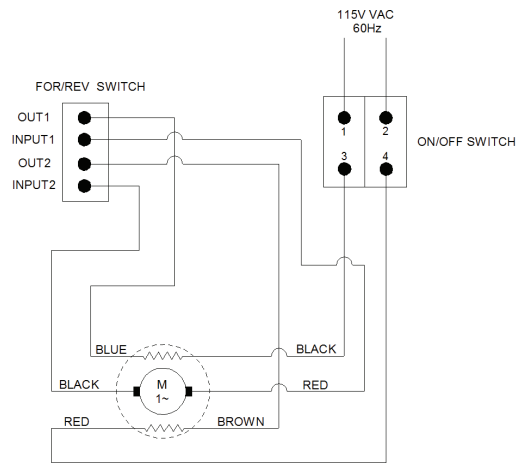 115V VAC
60Hz
FOR/REV SWITCH
OUT1
INPUT1
OUT2
INPUT2
1
2
3
4
ON/OFF SWITCH
BLUE
BLACK
BLACK
M
1~
RED
RED
BROWN